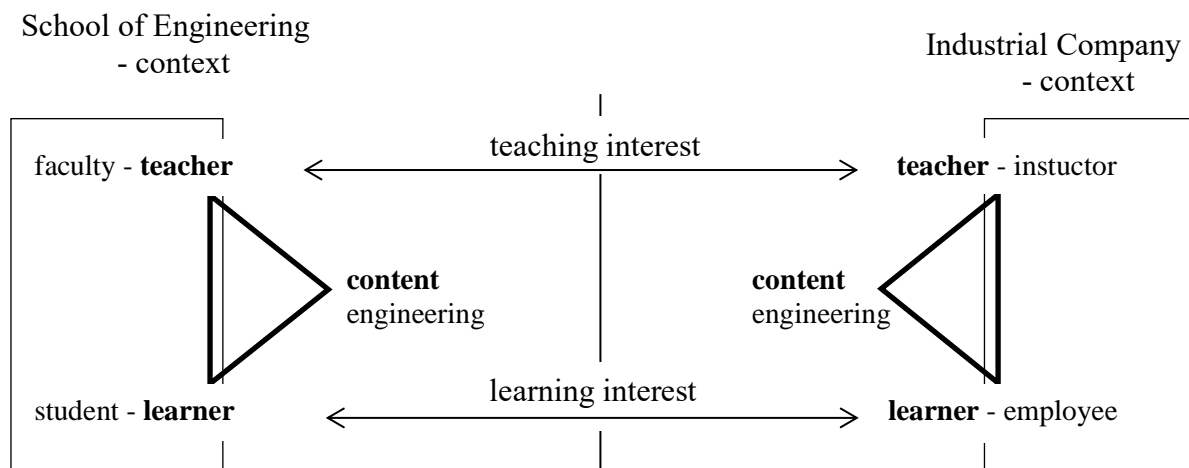 School of Engineering
- context
Industrial Company
- context
teaching interest
faculty - teacher
teacher - instuctor
content
engineering
content
engineering
learning interest
student - learner
learner - employee